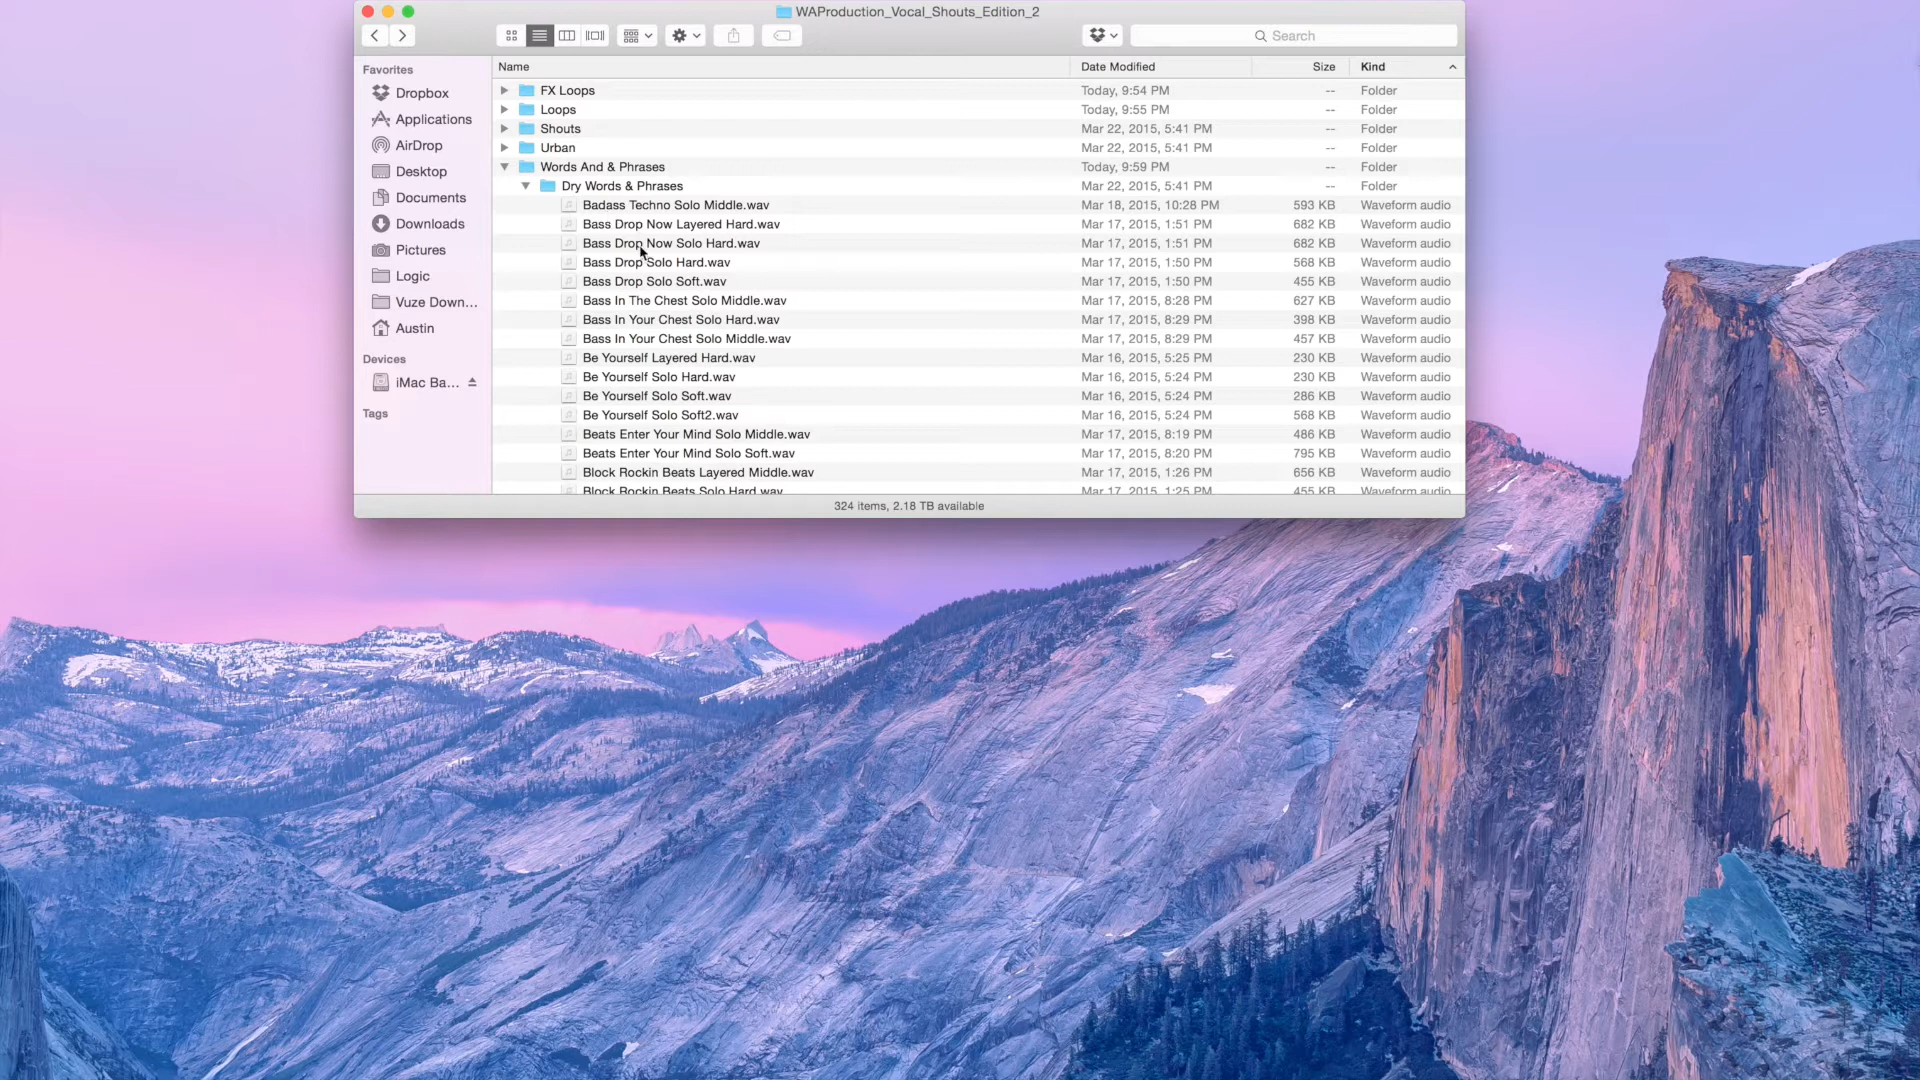 WAProduction_Vocal_Shouts_Edition_2
Search
Favorites
Dropbox
Applications
AirDrop
Desktop
Documents
Downloads
Pictures
Logic
Vuze Down...
Austin
Devices
iMac Ba...
Tags
Name Date Modified Size Kind
FX Loops Today, 9:54 PM -- Folder
Loops Today, 9:55 PM -- Folder
Shouts Mar 22, 2015, 5:41 PM -- Folder
Urban Mar 22, 2015, 5:41 PM -- Folder
Words And & Phrases Today, 9:59 PM -- Folder
Dry Words & Phrases Mar 22, 2015, 5:41 PM -- Folder
Badass Techno Solo Middle.wav Mar 18, 2015, 10:28 PM 593 KB Waveform audio
Bass Drop Now Layered Hard.wav Mar 17, 2015, 1:51 PM 682 KB Waveform audio
Bass Drop Now Solo Hard.wav Mar 17, 2015, 1:51 PM 682 KB Waveform audio
Bass Drop Solo Hard.wav Mar 17, 2015, 1:50 PM 568 KB Waveform audio
Bass Drop Solo Soft.wav Mar 17, 2015, 1:50 PM 455 KB Waveform audio
Bass In The Chest Solo Middle.wav Mar 17, 2015, 8:28 PM 627 KB Waveform audio
Bass In Your Chest Solo Hard.wav Mar 17, 2015, 8:29 PM 398 KB Waveform audio
Bass In Your Chest Solo Middle.wav Mar 17, 2015, 8:29 PM 457 KB Waveform audio
Be Yourself Layered Hard.wav Mar 16, 2015, 5:25 PM 230 KB Waveform audio
Be Yourself Solo Hard.wav Mar 16, 2015, 5:24 PM 230 KB Waveform audio
Be Yourself Solo Soft.wav Mar 16, 2015, 5:24 PM 286 KB Waveform audio
Be Yourself Solo Soft2.wav Mar 16, 2015, 5:24 PM 568 KB Waveform audio
Beats Enter Your Mind Solo Middle.wav Mar 17, 2015, 8:19 PM 486 KB Waveform audio
Beats Enter Your Mind Solo Soft.wav Mar 17, 2015, 8:20 PM 795 KB Waveform audio
Block Rockin Beats Layered Middle.wav Mar 17, 2015, 1:26 PM 656 KB Waveform audio
Block Rockin Beats Solo Hard.wav Mar 17, 2015, 1:25 PM 455 KB Waveform audio
324 items, 2.18 TB available